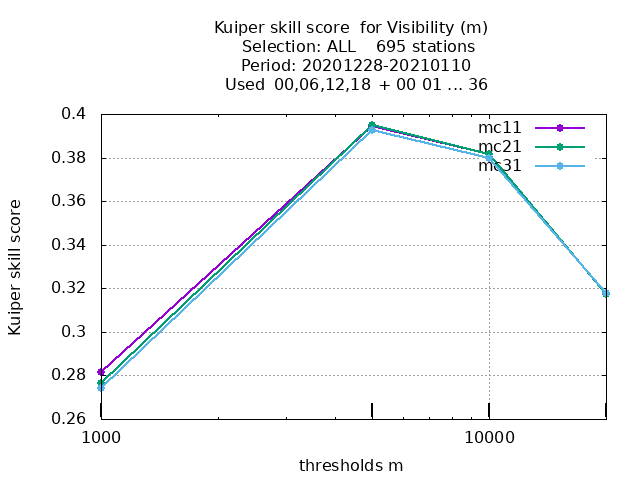 Kuiper skill score  for Visibility (m)
Selection: ALL    695 stations
Period: 20201228-20210110
Used  00,06,12,18 + 00 01 ... 36
0.4
0.38
0.36
0.34
0.32
0.3
0.28
0.26
1000
10000
mc11
mc21
mc31
Kuiper skill score
thresholds m